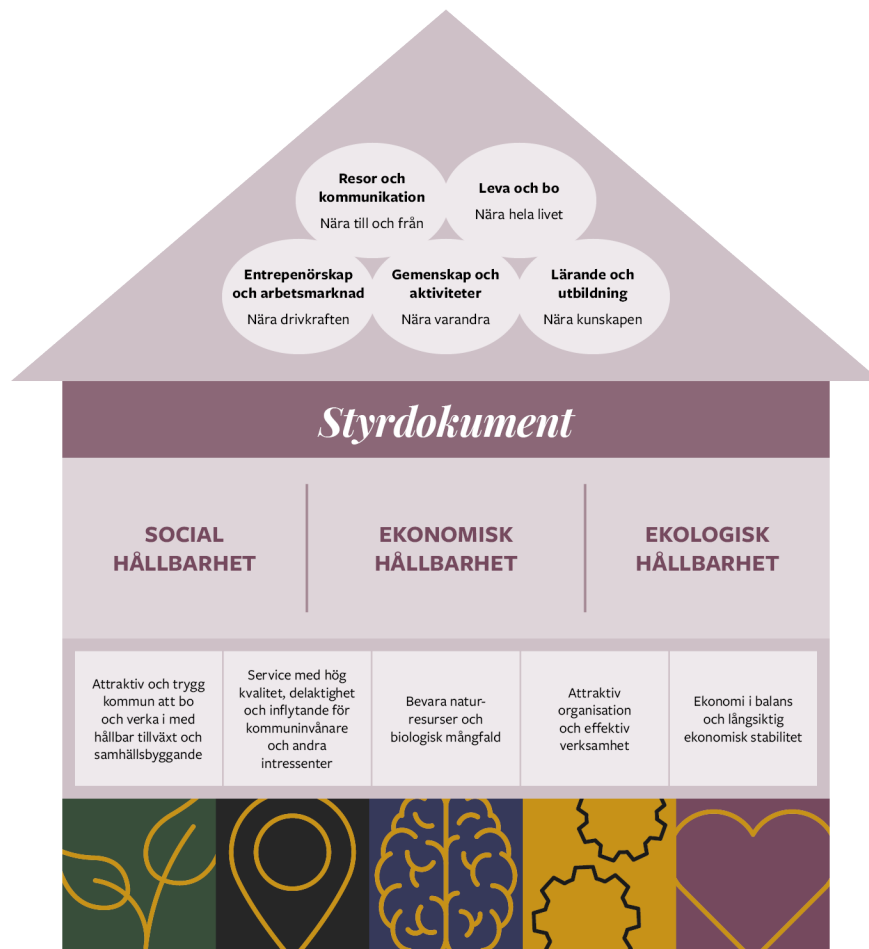 Resor och
kommunikation
Nära till och från
Leva och bo
Nära hela livet
Entrepenörskap
och arbetsmarknad
Nära drivkraften
Gemenskap och
aktiviteter
Nära varandra
Lärande och
utbildning
Nära kunskapen
Styrdokument
SOCIAL
HÅLLBARHET
EKONOMISK
HÅLLBARHET
EKOLOGISK
HÅLLBARHET
Attraktiv och trygg
kommun att bo
och verka i med
hållbar tillväxt och
samhällsbyggande
Service med hög
kvalitet, delaktighet
och inflytande för
kommuninvånare
och andra
intressenter
Bevara natur-
resurser och
biologisk mångfald
Attraktiv
organisation
och effektiv
verksamhet
Ekonomi i balans
och långsiktig
ekonomisk stabilitet